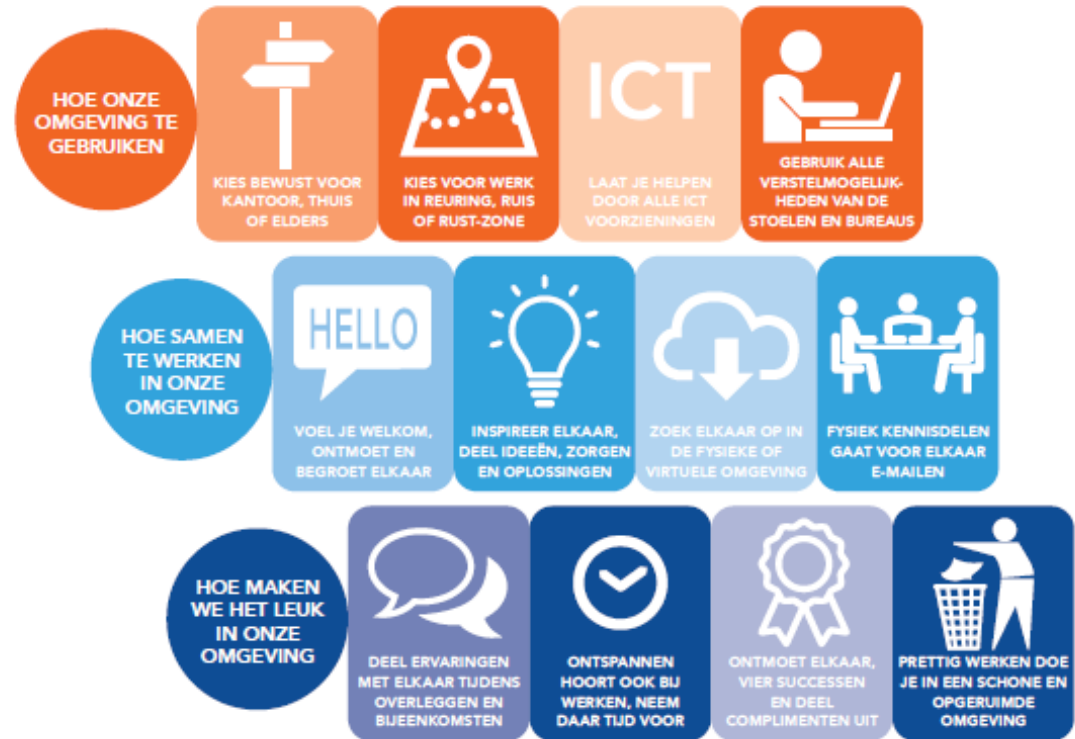 HOE ONZE
OMGEVING TE
GEBRUIKEN
KIES BEWUST VOOR
KANTOOR, THUIS
OF ELDERS
KIES VOOR WERK
IN REURING, RUIS
OF RUST-ZONE
ICT
LAAT JE HELPEN
DOOR ALLE ICT
VOORZIENINGEN
GEBRUIK ALLE
VERSTELMOGELIJK-
HEDEN VAN DE
STOELEN EN BUREAUS
HOE SAMEN
TE WERKEN
IN ONZE
OMGEVING
HELLO
VOEL JE WELKOM,
ONTMOET EN
BEGROET ELKAAR
INSPIREER ELKAAR,
DEEL IDEEËN, ZORGEN
EN OPLOSSINGEN
ZOEK ELKAAR OP IN
DE FYSIEKE OF
VIRTUELE OMGEVING
FYSIEK KENNISDELEN
GAAT VOOR ELKAAR
E-MAILEN
HOE MAKEN
WE HET LEUK
IN ONZE
OMGEVING
DEEL ERVARINGEN
MET ELKAAR TIJDENS
OVERLEGGEN EN
BIJEENKOMSTEN
ONTSPANNEN
HOORT OOK BIJ
WERKEN, NEEM
DAAR TIJD VOOR
ONTMOET ELKAAR,
VIER SUCCESSEN
EN DEEL
COMPLIMENTEN UIT
PRETTIG WERKEN DOE
JE IN EEN SCHONE EN
OPGERUIMDE
OMGEVING